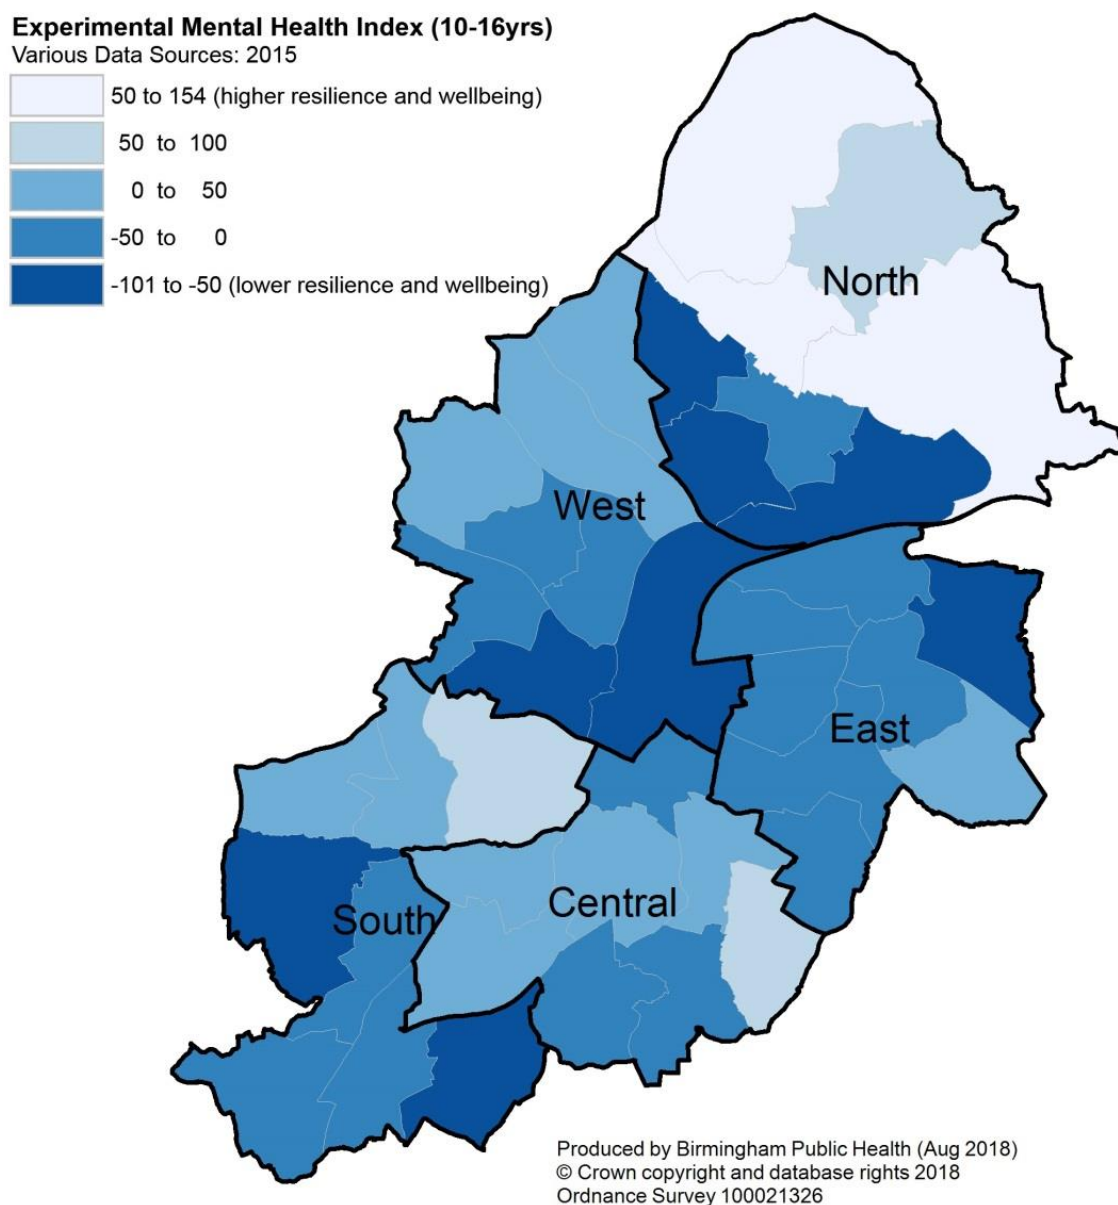 Experimental Mental Health Index (10-16yrs)
Various Data Sources: 2015
50 to 154 (higher resilience and wellbeing)
50 to 100
0 to 50
-50 to 0
-101 to -50 (lower resilience and wellbeing)
North
West
East
South
Central
Produced by Birmingham Public Health (Aug 2018)
© Crown copyright and database rights 2018
Ordnance Survey 100021326